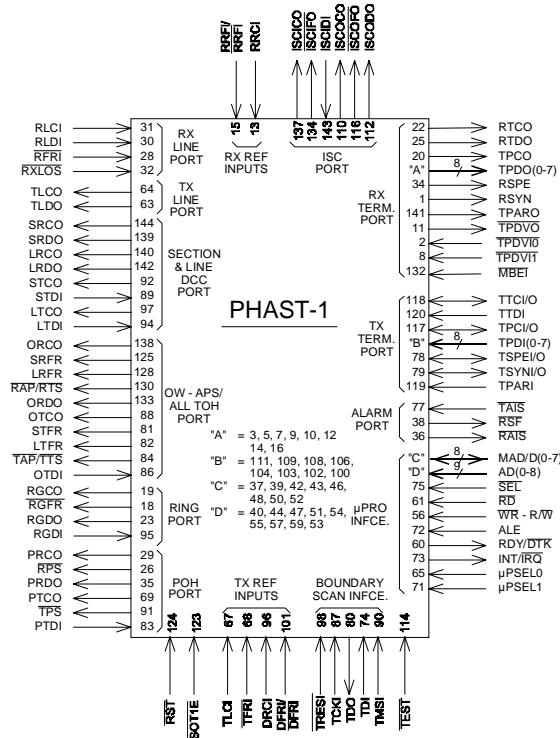 RRFI/
RRFI
RRCI
ISCICO
ISCIFO
ISCIDI
ISCOCO
ISCOFO
ISCODO
15
13
137
134
143
110
116
112
RX REF
INPUTS
ISC
PORT
RLCI 31
RLDI 30
RFRI 28
RXLOS 32
RX
LINE
PORT
TLCO 64
TLDO 63
TX
LINE
PORT
SRCO 144
SRDO 139
LRCO 140
LRDO 142
STCO 92
STDI 89
LTCO 97
LTDI 94
SECTION
& LINE
DCC
PORT
ORCO 138
SRFR 125
LRFR 128
RAP/RTS 130
ORDO 133
OTCO 88
STFR 81
LTFR 82
TAP/TTS 84
OTDI 86
OW - APS/
ALL TOH
PORT
RGCO 19
RGFR 18
RGDO 23
RGDI 95
RING
PORT
PRCO 29
RPS 26
PRDO 35
PTCO 69
TPS 91
PTDI 83
POH
PORT
PHAST-1
"A" = 3, 5, 7, 9, 10, 12
14, 16
"B" = 111, 109, 108, 106,
104, 103, 102, 100
"C" = 37, 39, 42, 43, 46,
48, 50, 52
"D" = 40, 44, 47, 51, 54,
55, 57, 59, 53
22 RTCO
25 RTDO
20 TPCO
"A" 8 TPDO(0-7)
34 RSPE
1 RSYN
141 TPARO
11 TPDVO
2 TPDVI0
8 TPDVI1
132 MBEI
RX
TERM.
PORT
118 TTCI/O
120 TTDI
117 TPCI/O
"B" 8 TPDI(0-7)
78 TSPEI/O
79 TSYNI/O
119 TPARI
TX
TERM.
PORT
77 TAIS
38 RSF
36 RAIS
ALARM
PORT
"C" 8 MAD/D(0-7)
"D" 9 AD(0-8)
75 SEL
61 RD
56 WR - R/W
72 ALE
60 RDY/DTK
73 INT/IRQ
65 µPSEL0
71 µPSEL1
µPRO
INFCE.
TX REF
INPUTS
BOUNDARY
SCAN INFCE.
124
123
67
68
96
101
98
87
80
74
90
114
RST
SOT1E
TLCI
TFRI
DRCI
DFRI/
DFRI
TRESI
TCKI
TDO
TDI
TMSI
TEST